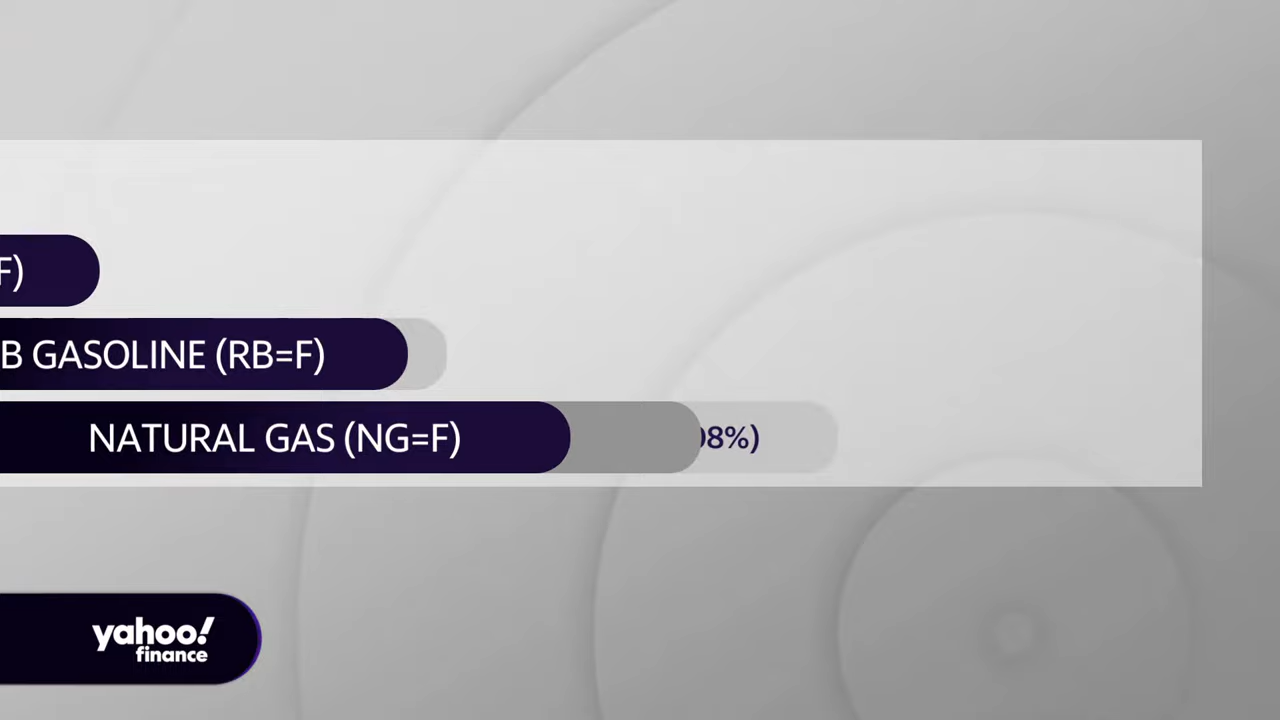 F)
B GASOLINE (RB=F)
NATURAL GAS (NG=F) 98%)
yahoo!
finance